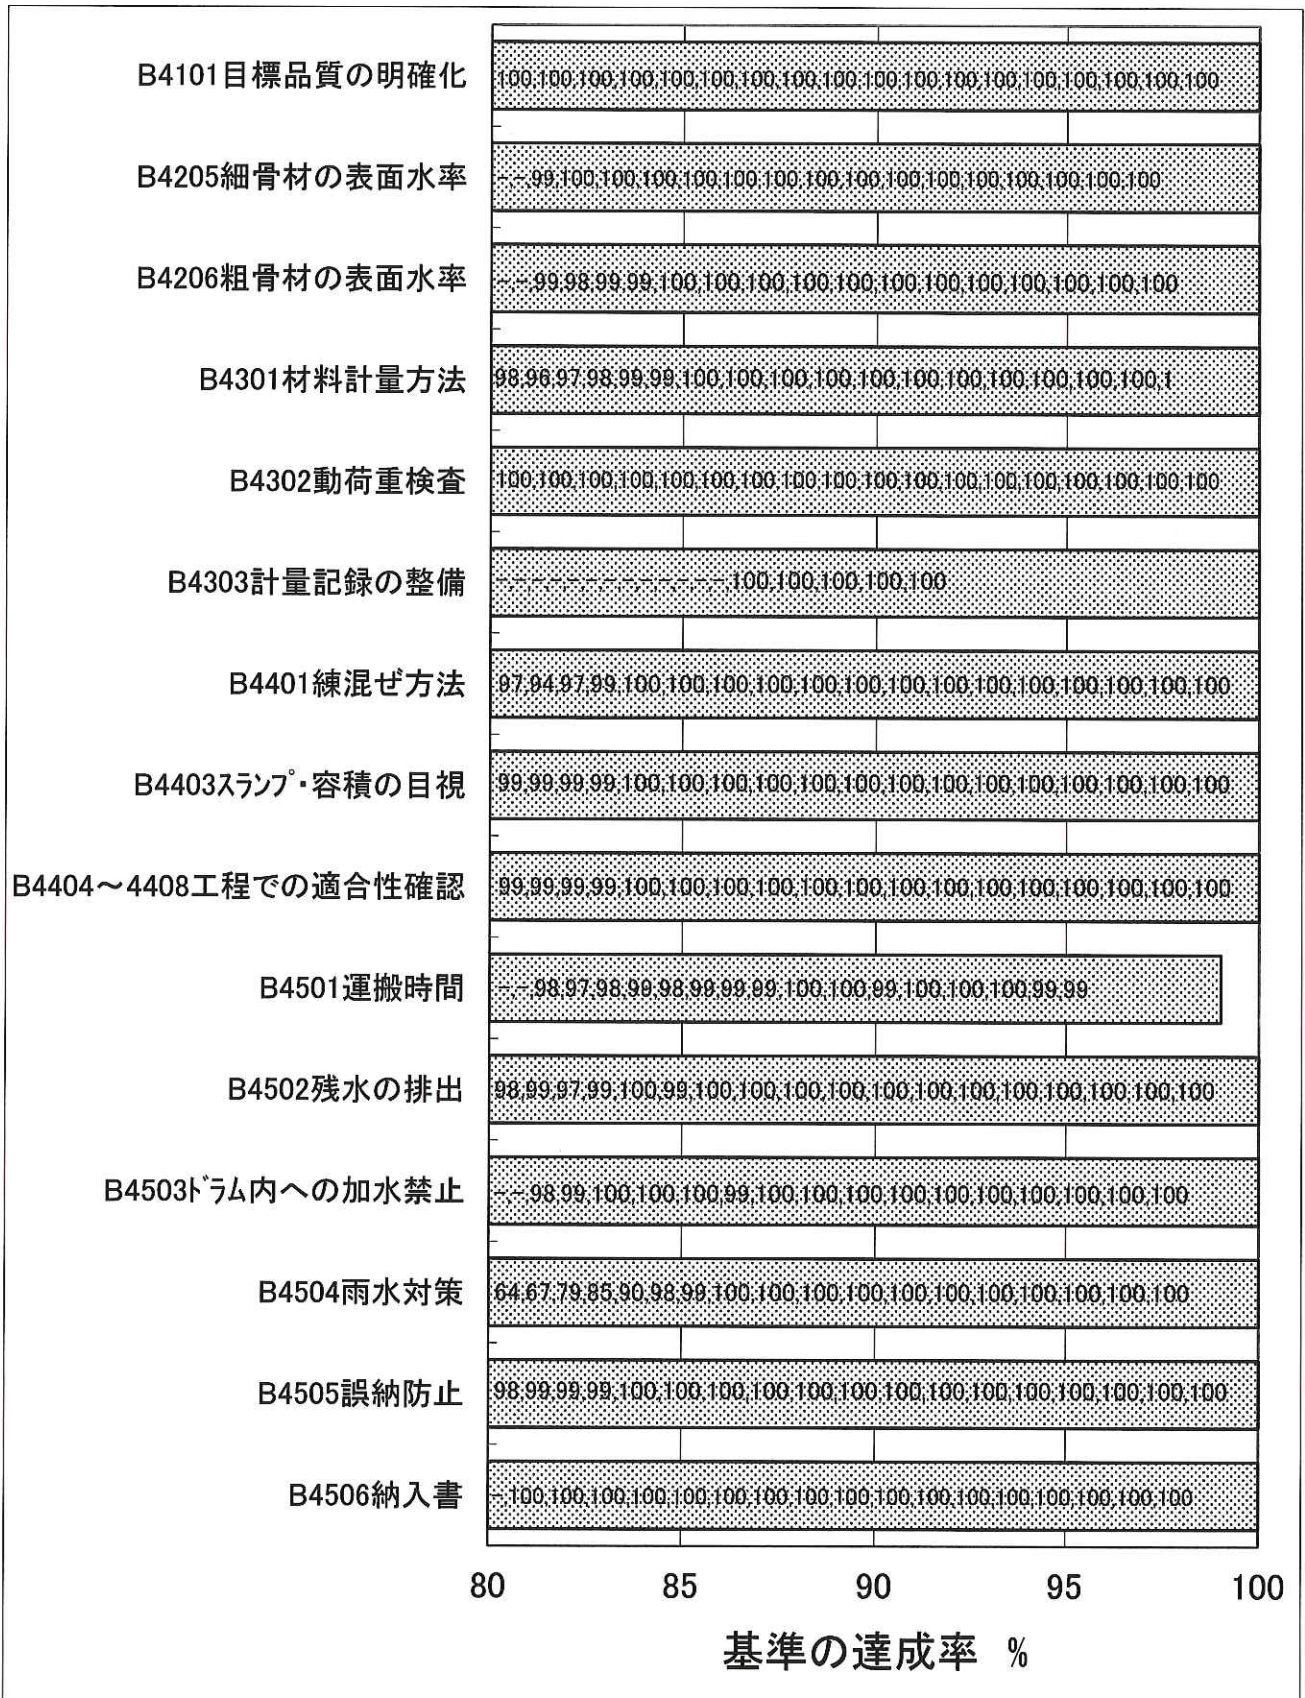 B4101目標品質の明確化 100,100,100,100,100,100,100,100,100,100,100,100,100,100,100,100,100,100
B4205細骨材の表面水率 -,-,99,100,100,100,100,100,100,100,100,100,100,100,100,100,100,100
B4206粗骨材の表面水率 -,-,99,98,99,99,100,100,100,100,100,100,100,100,100,100,100,100
B4301材料計量方法 98,96,97,98,99,99,100,100,100,100,100,100,100,100,100,100,100,1
B4302動荷重検査 100,100,100,100,100,100,100,100,100,100,100,100,100,100,100,100,100,100
B4303計量記録の整備 -,-,-,-,-,-,-,-,-,-,-,-,-,100,100,100,100,100
B4401練混ぜ方法 97,94,97,99,100,100,100,100,100,100,100,100,100,100,100,100,100,100
B4403ｽﾗﾝﾌﾟ・容積の目視 99,99,99,99,100,100,100,100,100,100,100,100,100,100,100,100,100,100
B4404～4408工程での適合性確認 99,99,99,99,100,100,100,100,100,100,100,100,100,100,100,100,100,100
B4501運搬時間 -,-,98,97,98,99,98,99,99,99,100,100,99,100,100,100,99,99
B4502残水の排出 98,99,97,99,100,99,100,100,100,100,100,100,100,100,100,100,100,100
B4503ﾄﾞﾗﾑ内への加水禁止 -,-,98,99,100,100,100,99,100,100,100,100,100,100,100,100,100,100
B4504雨水対策 64,67,79,85,90,98,99,100,100,100,100,100,100,100,100,100,100,100
B4505誤納防止 98,99,99,99,100,100,100,100,100,100,100,100,100,100,100,100,100,100
B4506納入書 -,100,100,100,100,100,100,100,100,100,100,100,100,100,100,100,100,100
80 85 90 95 100
基準の達成率 %